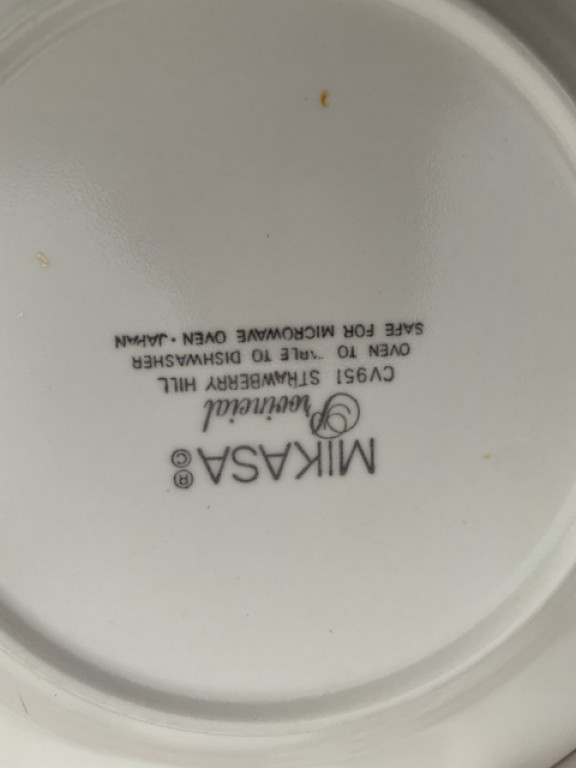 MIKASA®©
Provincial
CV951 STRAWBERRY HILL
OVEN TO TABLE TO DISHWASHER
SAFE FOR MICROWAVE OVEN · JAPAN